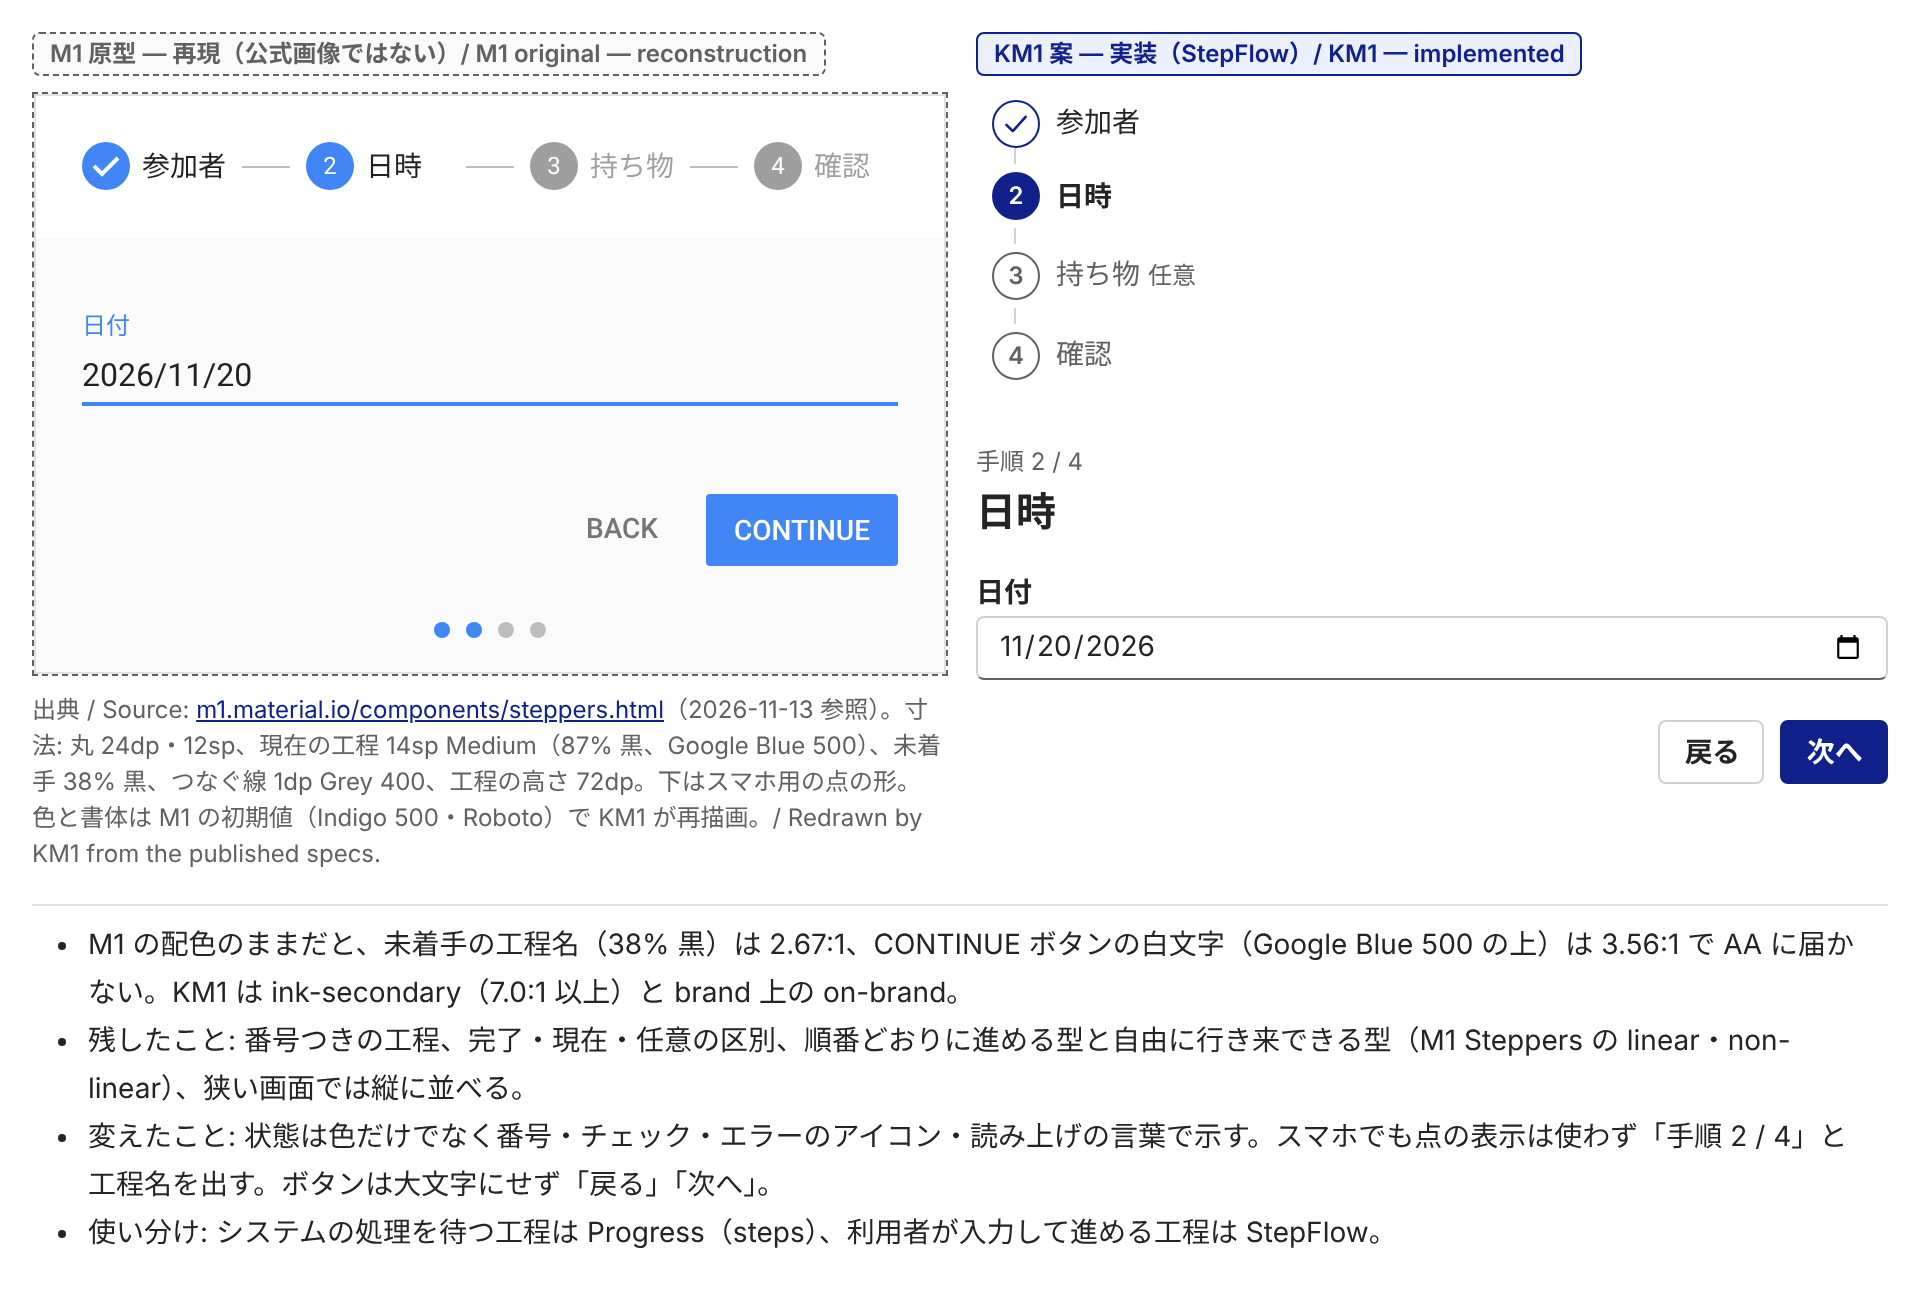 M1 原型 — 再現（公式画像ではない）/ M1 original — reconstruction
参加者
2 日時
3 持ち物
4 確認
日付
2026/11/20
BACK
CONTINUE
出典 / Source: m1.material.io/components/steppers.html（2026-11-13 参照）。寸
法: 丸 24dp・12sp、現在の工程 14sp Medium（87% 黒、Google Blue 500）、未着
手 38% 黒、つなぐ線 1dp Grey 400、工程の高さ 72dp。下はスマホ用の点の形。
色と書体は M1 の初期値（Indigo 500・Roboto）で KM1 が再描画。/ Redrawn by
KM1 from the published specs.
KM1 案 — 実装（StepFlow）/ KM1 — implemented
参加者
2 日時
3 持ち物 任意
4 確認
手順 2 / 4
日時
日付
11/20/2026
戻る
次へ
• M1 の配色のままだと、未着手の工程名（38% 黒）は 2.67:1、CONTINUE ボタンの白文字（Google Blue 500 の上）は 3.56:1 で AA に届か
ない。KM1 は ink-secondary（7.0:1 以上）と brand 上の on-brand。
• 残したこと: 番号つきの工程、完了・現在・任意の区別、順番どおりに進める型と自由に行き来できる型（M1 Steppers の linear・non-
linear）、狭い画面では縦に並べる。
• 変えたこと: 状態は色だけでなく番号・チェック・エラーのアイコン・読み上げの言葉で示す。スマホでも点の表示は使わず「手順 2 / 4」と
工程名を出す。ボタンは大文字にせず「戻る」「次へ」。
• 使い分け: システムの処理を待つ工程は Progress（steps）、利用者が入力して進める工程は StepFlow。